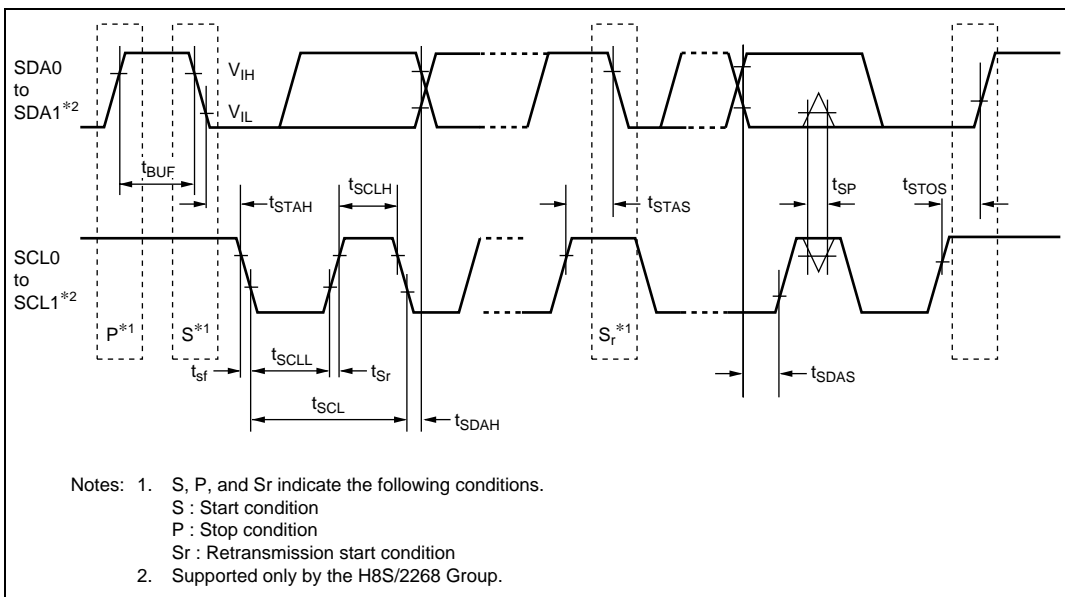 SDA0
to
SDA1*2
VIH
VIL
tBUF
tSTAH
tSCLH
tSTAS
tSP
tSTOS
SCL0
to
SCL1*2
P*1
S*1
Sr*1
tsf
tSCLL
tSr
tSCL
tSDAH
tSDAS
Notes: 1. S, P, and Sr indicate the following conditions.
S : Start condition
P : Stop condition
Sr : Retransmission start condition
2. Supported only by the H8S/2268 Group.